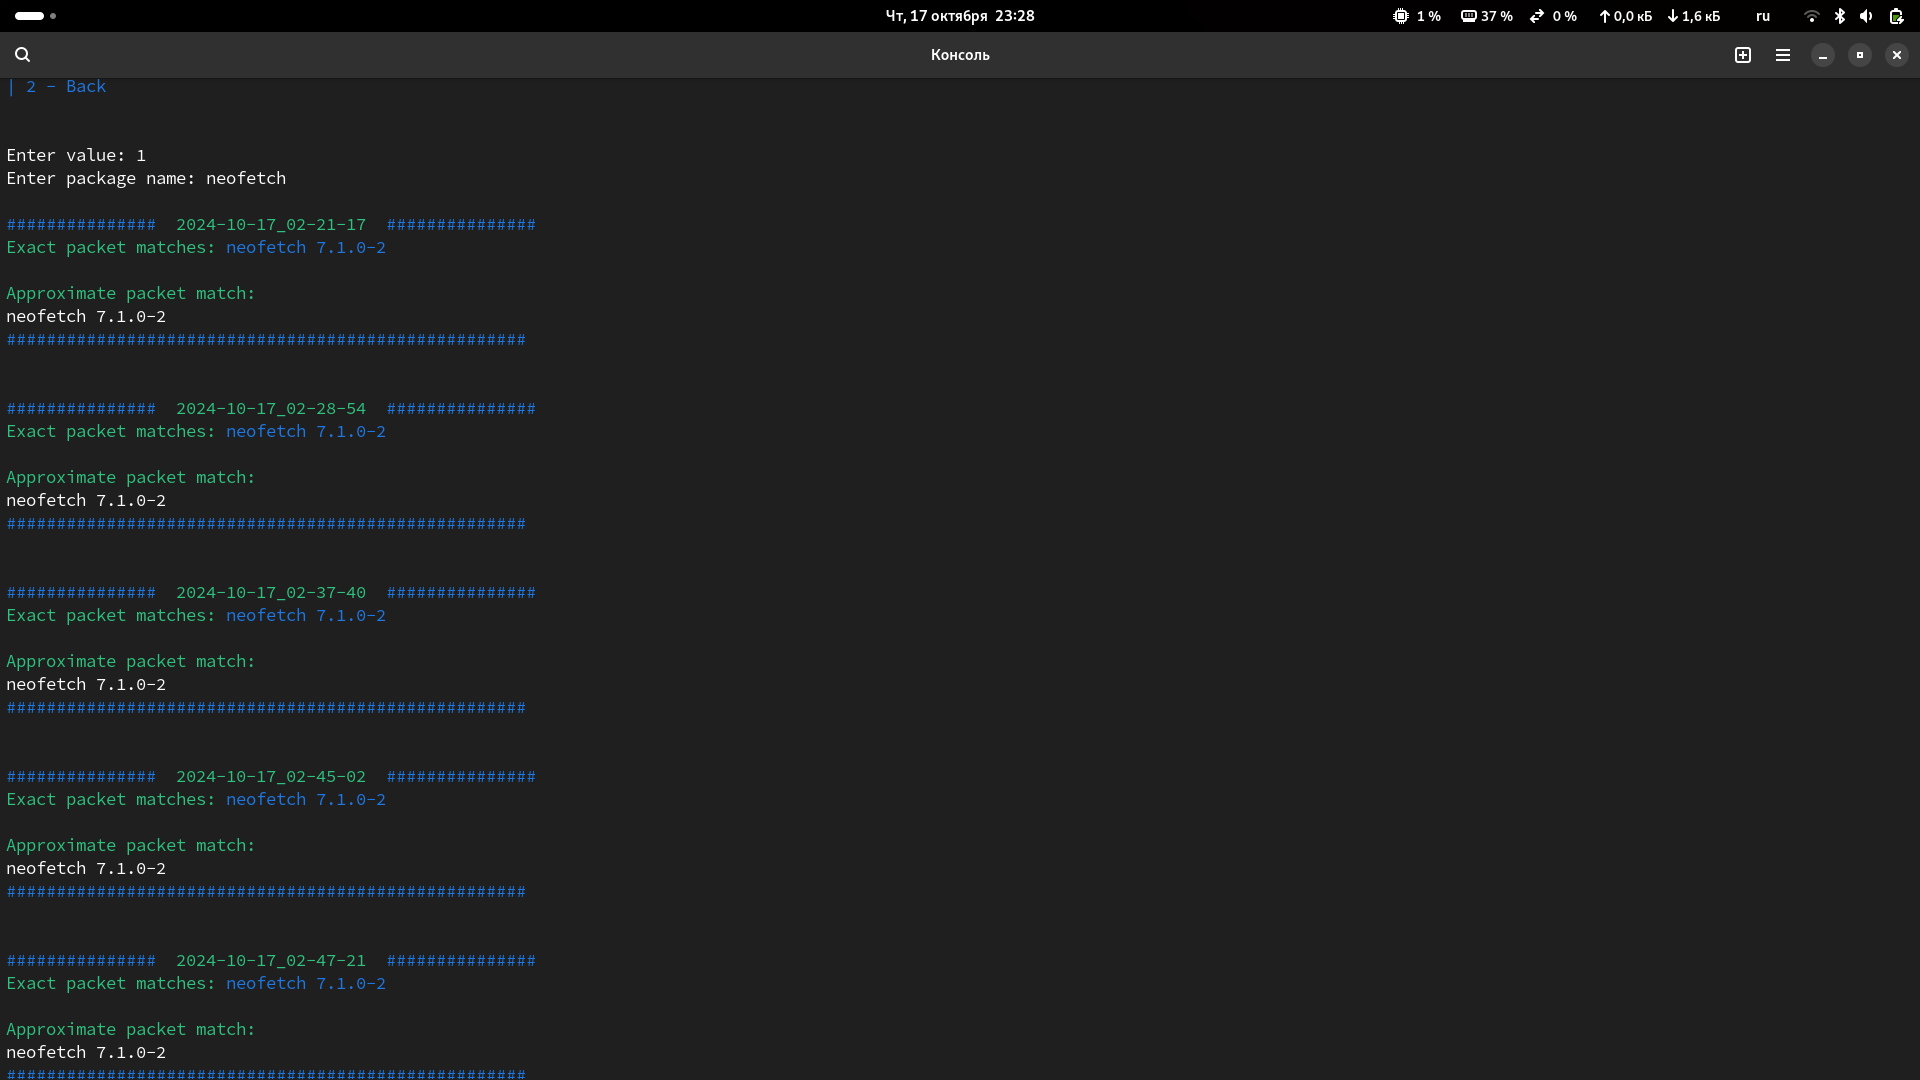 Чт, 17 октября 23:28
1 % 37 % 0 % 0,0 кБ 1,6 кБ ru
Консоль
| 2 - Back
Enter value: 1
Enter package name: neofetch
############### 2024-10-17_02-21-17 ###############
Exact packet matches: neofetch 7.1.0-2
Approximate packet match:
neofetch 7.1.0-2
####################################################
############### 2024-10-17_02-28-54 ###############
Exact packet matches: neofetch 7.1.0-2
Approximate packet match:
neofetch 7.1.0-2
####################################################
############### 2024-10-17_02-37-40 ###############
Exact packet matches: neofetch 7.1.0-2
Approximate packet match:
neofetch 7.1.0-2
####################################################
############### 2024-10-17_02-45-02 ###############
Exact packet matches: neofetch 7.1.0-2
Approximate packet match:
neofetch 7.1.0-2
####################################################
############### 2024-10-17_02-47-21 ###############
Exact packet matches: neofetch 7.1.0-2
Approximate packet match:
neofetch 7.1.0-2
####################################################